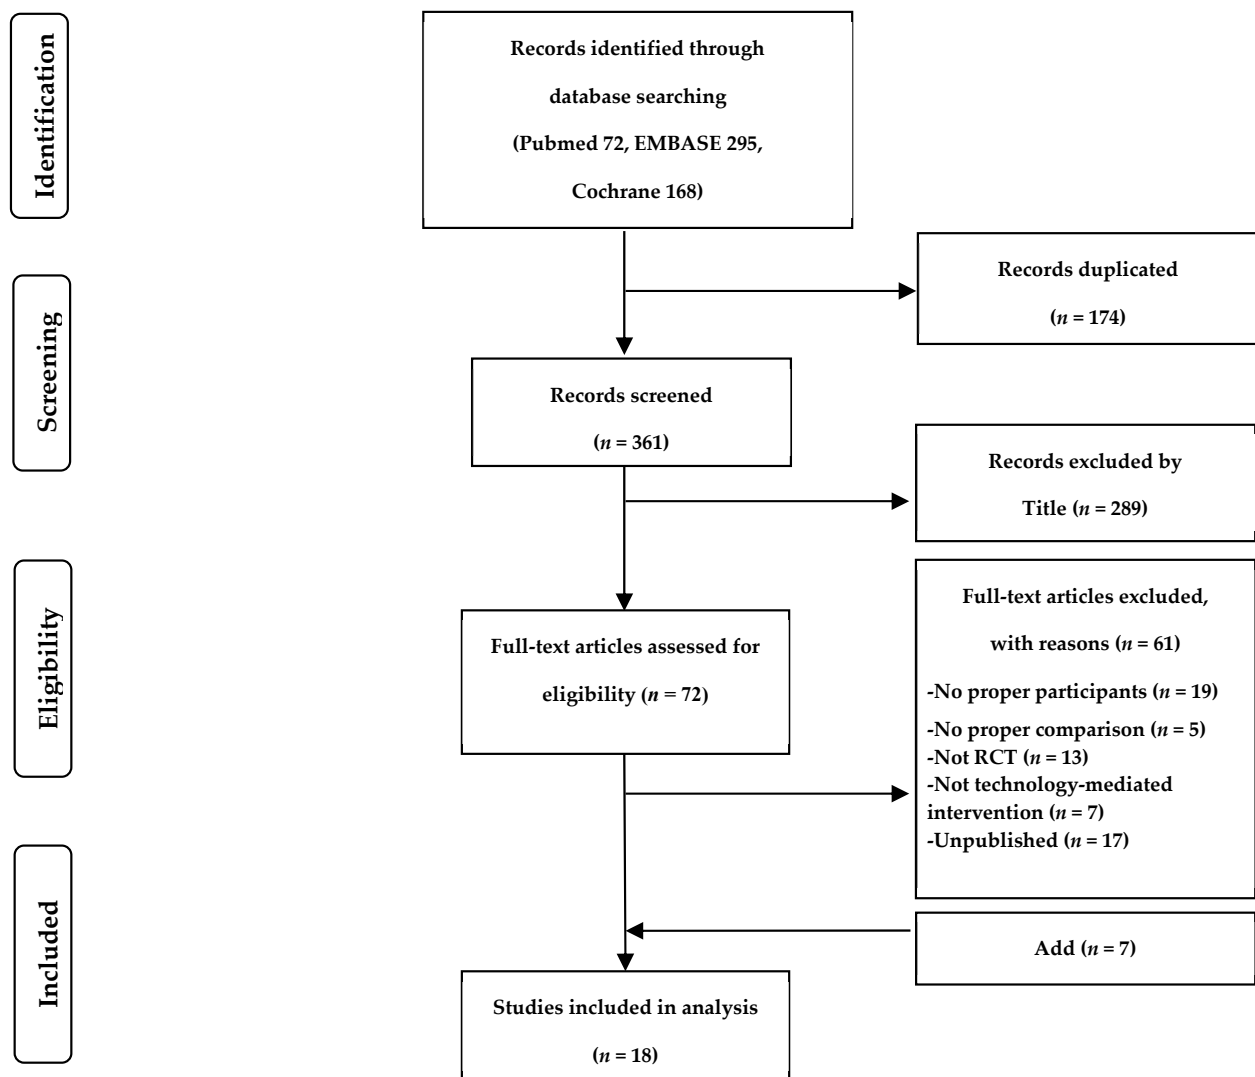 Identification
Records identified through
database searching
(Pubmed 72, EMBASE 295,
Cochrane 168)
Records duplicated
(n = 174)
Screening
Records screened
(n = 361)
Records excluded by
Title (n = 289)
Eligibility
Full-text articles assessed for
eligibility (n = 72)
Full-text articles excluded,
with reasons (n = 61)
-No proper participants (n = 19)
-No proper comparison (n = 5)
-Not RCT (n = 13)
-Not technology-mediated
intervention (n = 7)
-Unpublished (n = 17)
Included
Add (n = 7)
Studies included in analysis
(n = 18)